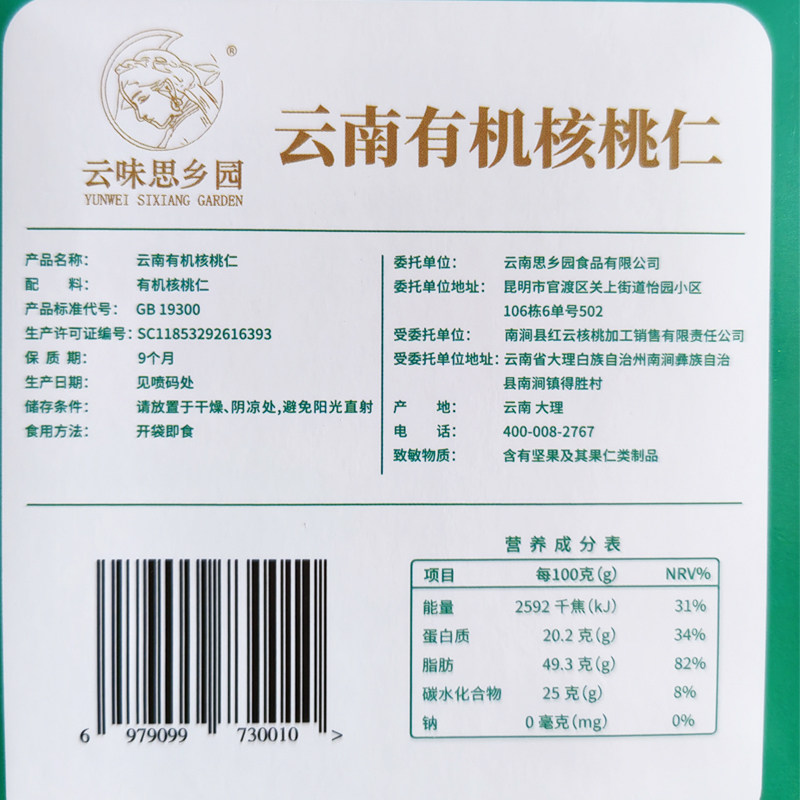 ®
云味思乡园
YUNWEI SIXIANG GARDEN
云南有机核桃仁
产品名称: 云南有机核桃仁
配 料: 有机核桃仁
产品标准代号: GB 19300
生产许可证编号: SC11853292616393
保 质 期: 9个月
生产日期: 见喷码处
储存条件: 请放置于干燥、阴凉处,避免阳光直射
食用方法: 开袋即食
委托单位: 云南思乡园食品有限公司
委托单位地址: 昆明市官渡区关上街道怡园小区
106栋6单号502
受委托单位: 南涧县红云核桃加工销售有限责任公司
受委托单位地址: 云南省大理白族自治州南涧彝族自治
县南涧镇得胜村
产 地: 云南 大理
电 话: 400-008-2767
致敏物质: 含有坚果及其果仁类制品
营养成分表
项目 每100克(g) NRV%
能量 2592 千焦(kJ) 31%
蛋白质 20.2 克(g) 34%
脂肪 49.3 克(g) 82%
碳水化合物 25 克(g) 8%
钠 0 毫克(mg) 0%
6 979099 730010 >